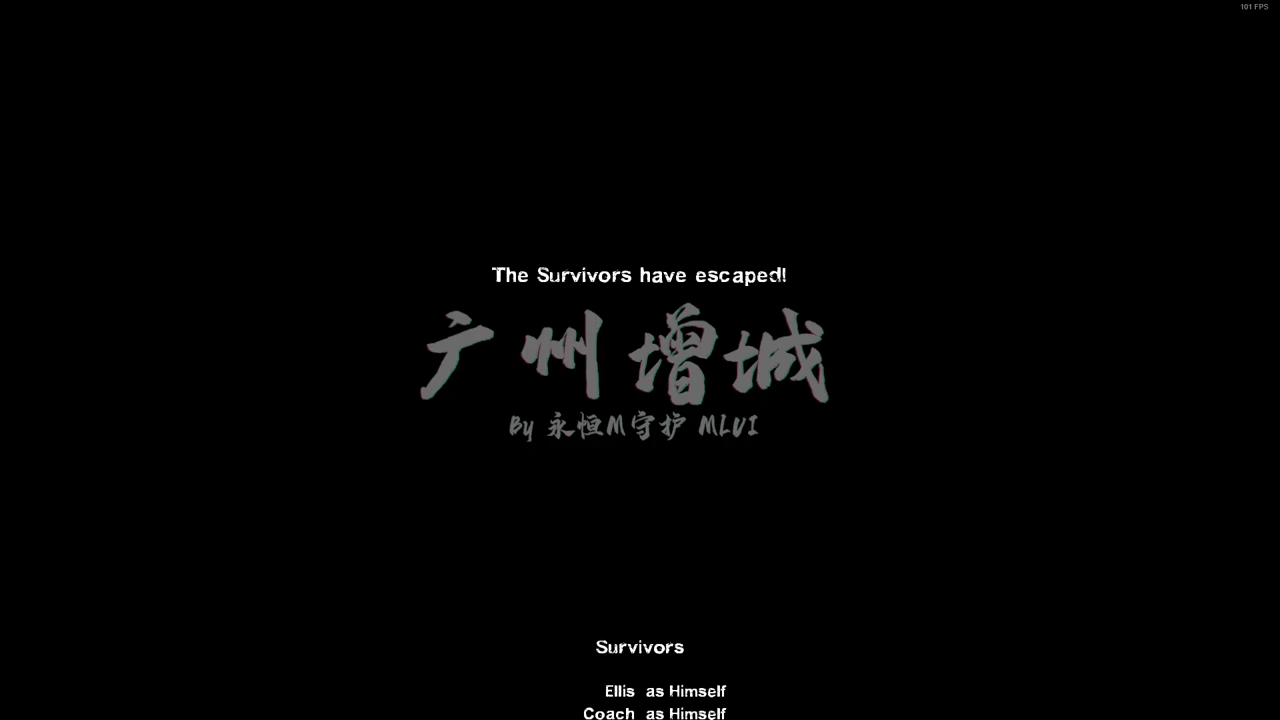 101 FPS
The Survivors have escaped!
广州增城
By 永恒M守护 MLVI
Survivors
Ellis as Himself
Coach as Himself